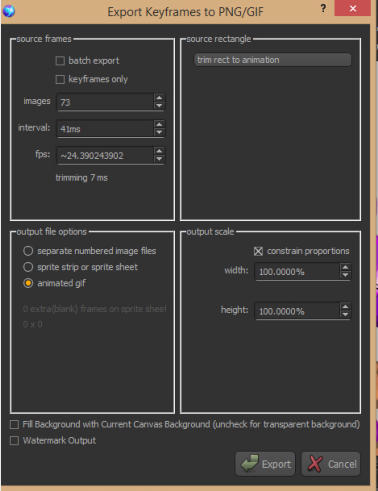 Export Keyframes to PNG/GIF
? ×
source frames
batch export
keyframes only
images 73
interval: 41ms
fps: ~24.390243902
trimming 7 ms
source rectangle
trim rect to animation
output file options
separate numbered image files
sprite strip or sprite sheet
animated gif
0 extra(blank) frames on sprite sheet
0 x 0
output scale
constrain proportions
width: 100.0000%
height: 100.0000%
Fill Background with Current Canvas Background (uncheck for transparent background)
Watermark Output
Export Cancel